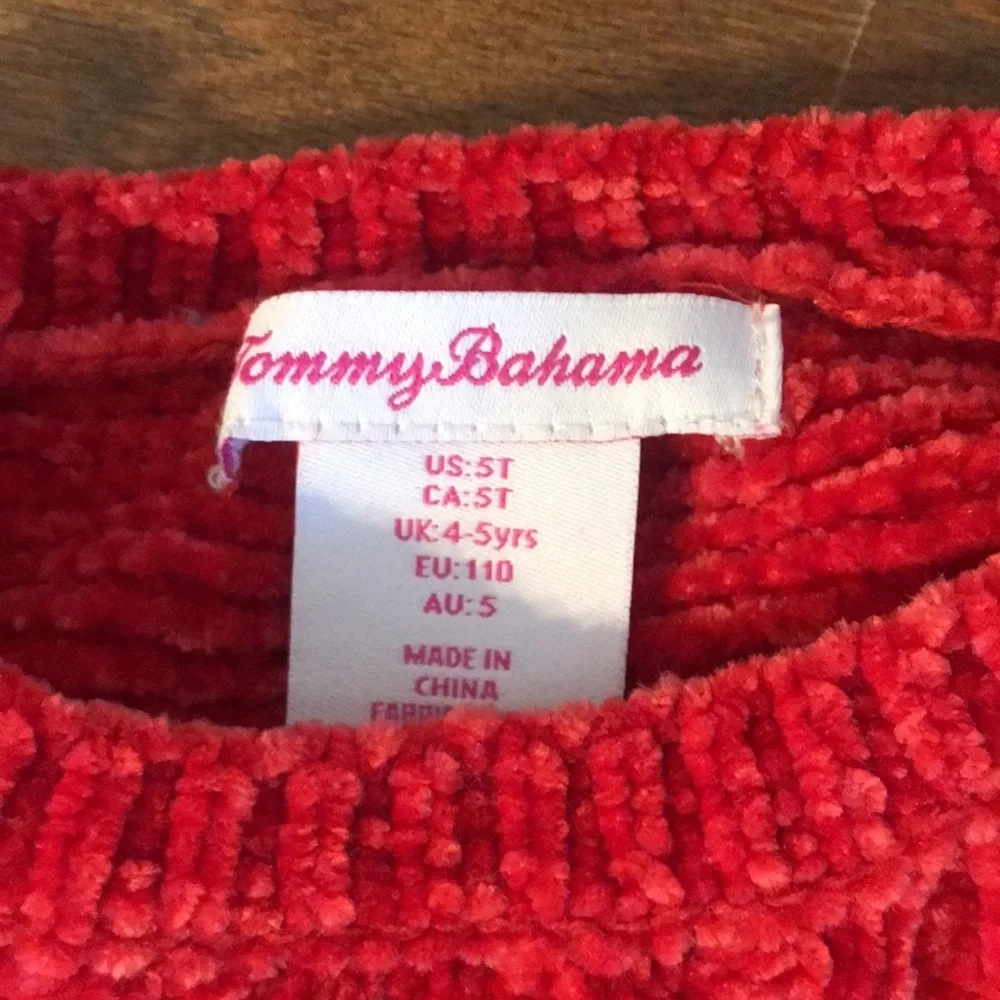 Tommy Bahama
US:5T
CA:5T
UK:4-5yrs
EU:110
AU:5
MADE IN
CHINA